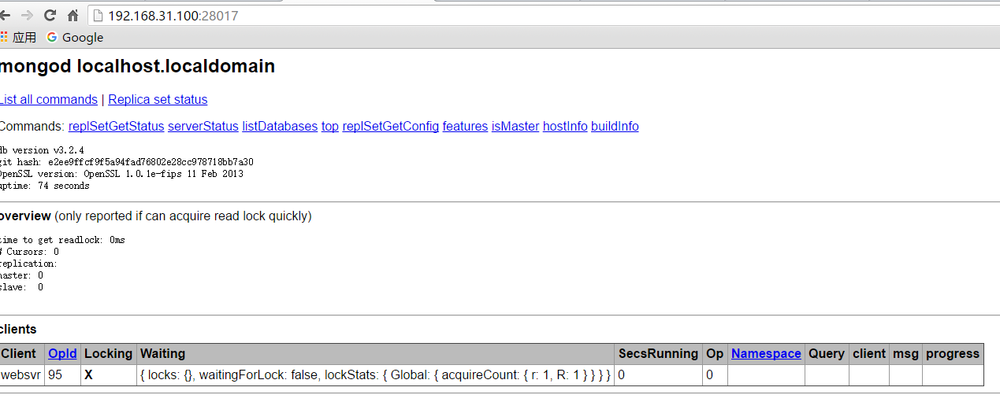 192.168.31.100:28017
应用 Google
mongod localhost.localdomain
List all commands | Replica set status
Commands: replSetGetStatus serverStatus listDatabases top replSetGetConfig features isMaster hostInfo buildInfo
db version v3.2.4
git hash: e2ee9ffcf9f5a94fad76802e28cc978718bb7a30
OpenSSL version: OpenSSL 1.0.1e-fips 11 Feb 2013
uptime: 74 seconds
overview (only reported if can acquire read lock quickly)
time to get readlock: 0ms
# Cursors: 0
replication:
master: 0
slave: 0
clients
Client OpId Locking Waiting SecsRunning Op Namespace Query client msg progress
websvr 95 X { locks: {}, waitingForLock: false, lockStats: { Global: { acquireCount: { r: 1, R: 1 } } } } 0 0